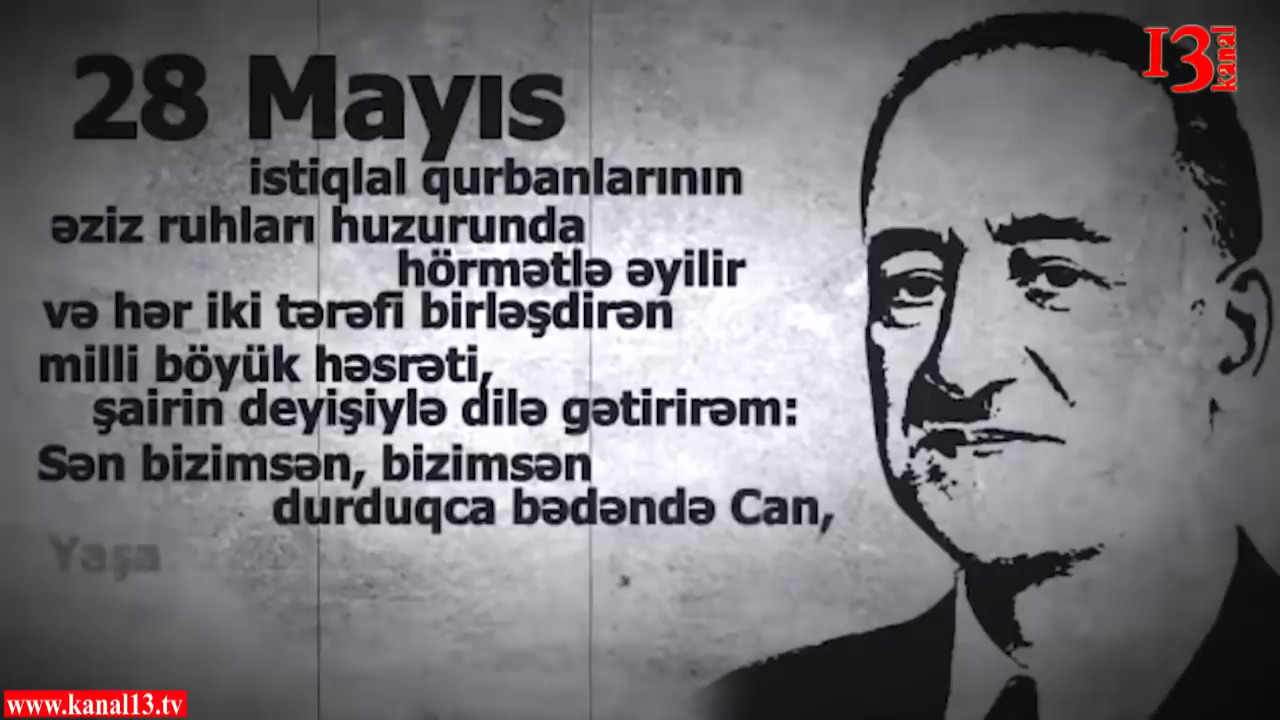 28 Mayıs
istiqlal qurbanlarının
əziz ruhları huzurunda
hörmətlə əyilir
və hər iki tərəfi birləşdirən
milli böyük həsrəti,
şairin deyişiylə dilə gətirirəm:
Sən bizimsən, bizimsən
durduqca bədəndə Can,
Yaşa
13 kanal
www.kanal13.tv